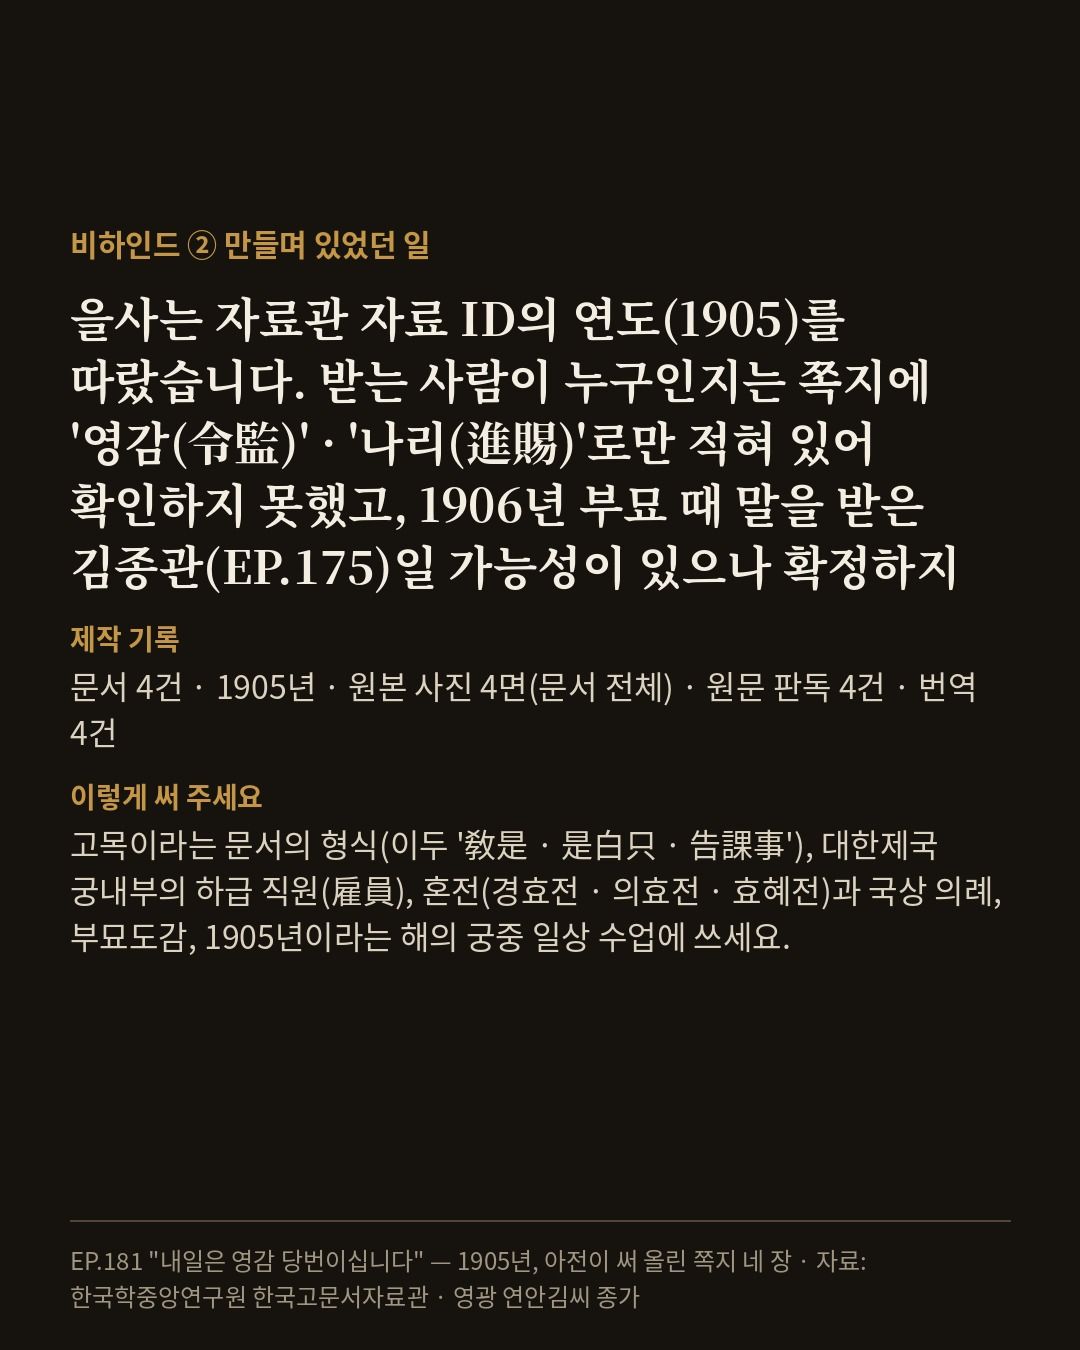 비하인드 ② 만들며 있었던 일
을사는 자료관 자료 ID의 연도(1905)를
따랐습니다. 받는 사람이 누구인지는 쪽지에
'영감(令監)' · '나리(進賜)'로만 적혀 있어
확인하지 못했고, 1906년 부묘 때 말을 받은
김종관(EP.175)일 가능성이 있으나 확정하지
제작 기록
문서 4건 · 1905년 · 원본 사진 4면(문서 전체) · 원문 판독 4건 · 번역
4건
이렇게 써 주세요
고목이라는 문서의 형식(이두 '敎是 · 是白只 · 告課事'), 대한제국
궁내부의 하급 직원(雇員), 혼전(경효전 · 의효전 · 효혜전)과 국상 의례,
부묘도감, 1905년이라는 해의 궁중 일상 수업에 쓰세요.
EP.181 "내일은 영감 당번이십니다" — 1905년, 아전이 써 올린 쪽지 네 장 · 자료:
한국학중앙연구원 한국고문서자료관 · 영광 연안김씨 종가